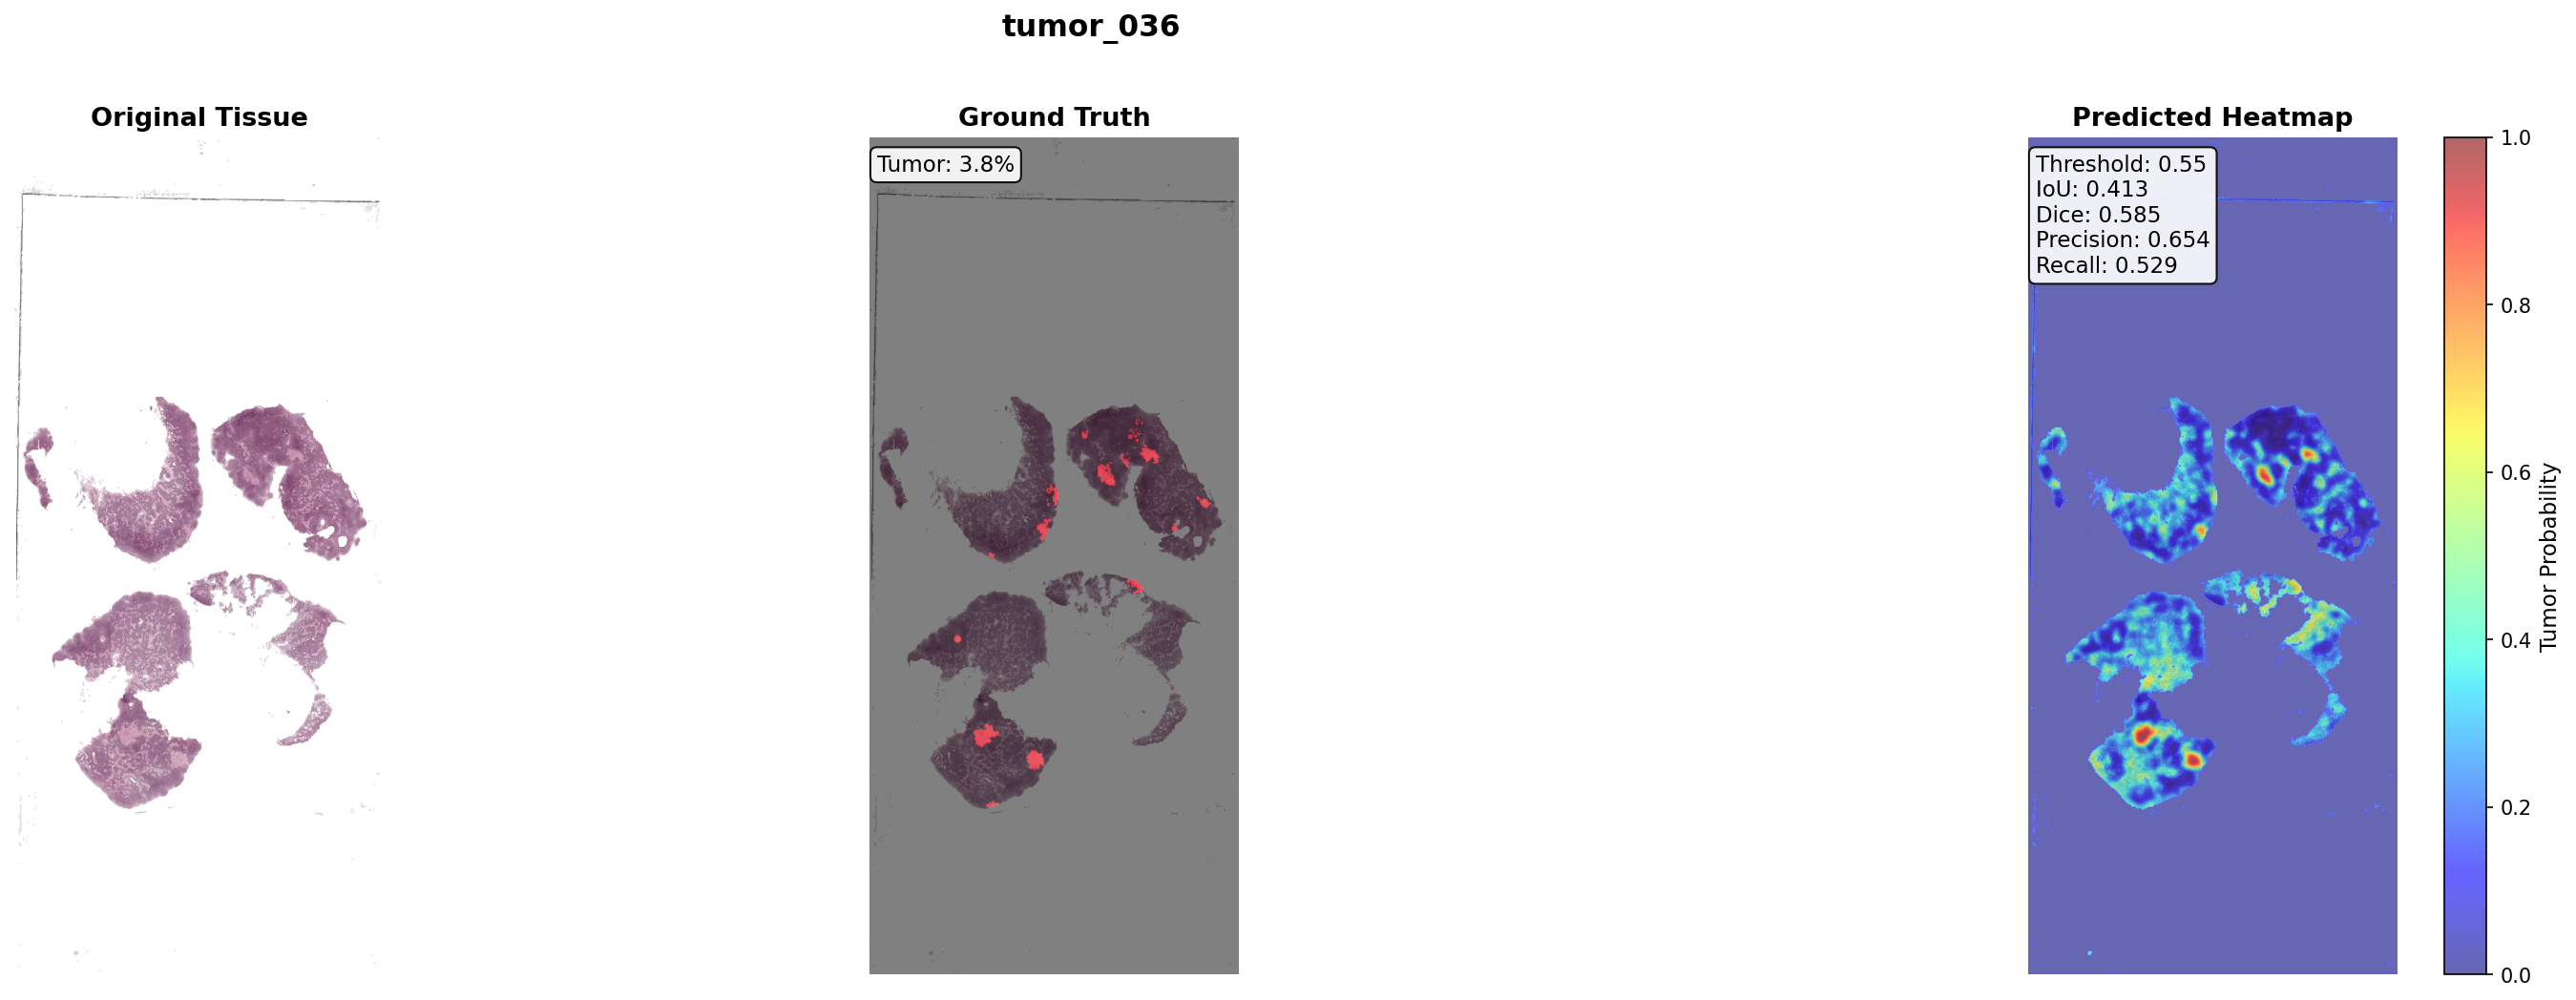 tumor_036
Original Tissue
Ground Truth
Predicted Heatmap
Tumor: 3.8%
Threshold: 0.55
IoU: 0.413
Dice: 0.585
Precision: 0.654
Recall: 0.529
1.0
0.8
0.6
0.4
0.2
0.0
Tumor Probability